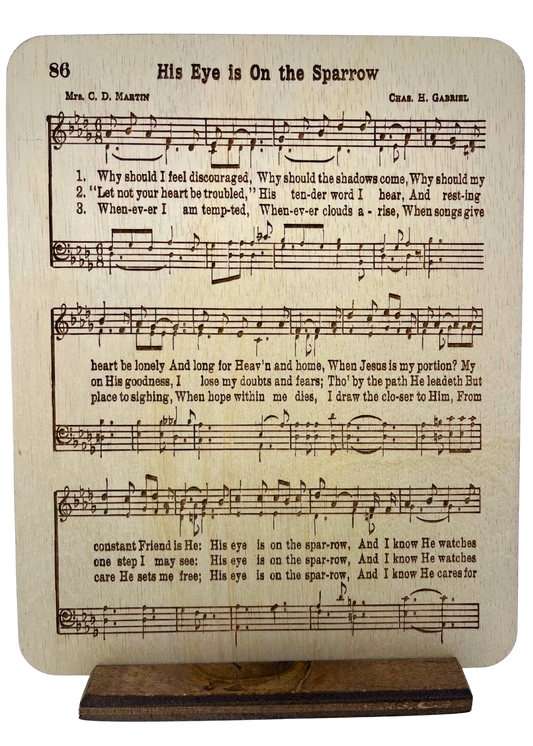 86
His Eye is On the Sparrow
Mrs. C. D. Martin Chas. H. Gabriel
1. Why should I feel discouraged, Why should the shadows come, Why should my
2. "Let not your heart be troubled," His ten-der word I hear, And rest-ing
3. When-ev-er I am temp-ted, When-ev-er clouds a - rise, When songs give
heart be lonely And long for Heav'n and home, When Jesus is my portion? My
on His goodness, I lose my doubts and fears; Tho' by the path He leadeth But
place to sighing, When hope within me dies, I draw the clo-ser to Him, From
constant Friend is He: His eye is on the spar-row, And I know He watches
one step I may see: His eye is on the spar-row, And I know He watches
care He sets me free; His eye is on the spar-row, And I know He cares for